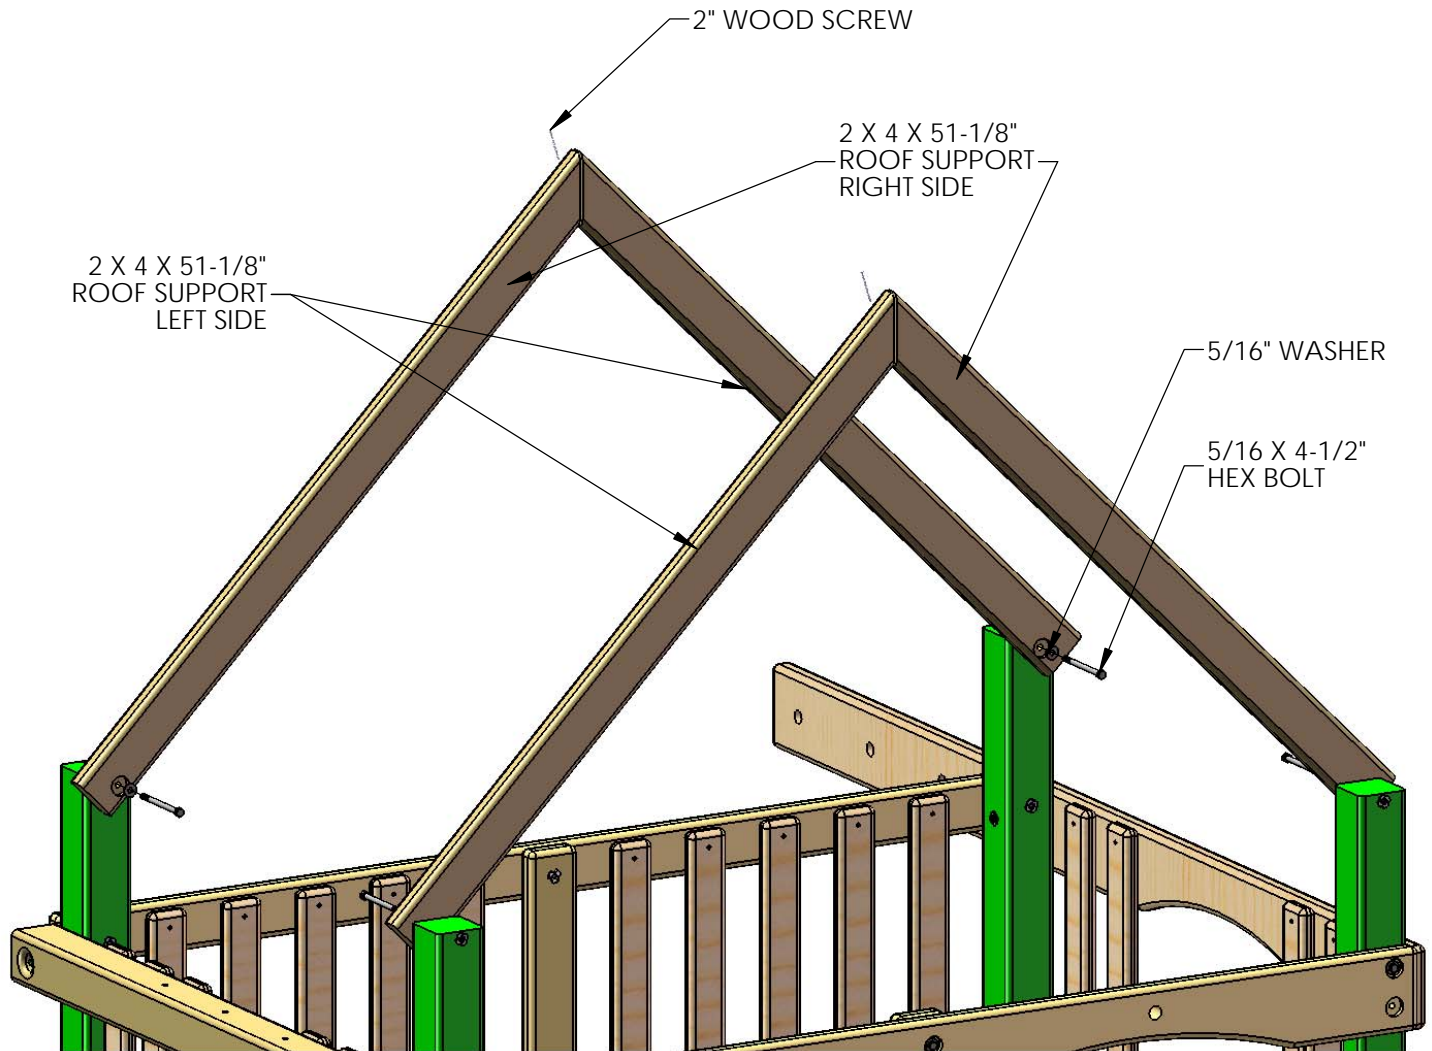 2" WOOD SCREW
2 X 4 X 51-1/8"
ROOF SUPPORT
RIGHT SIDE
2 X 4 X 51-1/8"
ROOF SUPPORT
LEFT SIDE
5/16" WASHER
5/16 X 4-1/2"
HEX BOLT